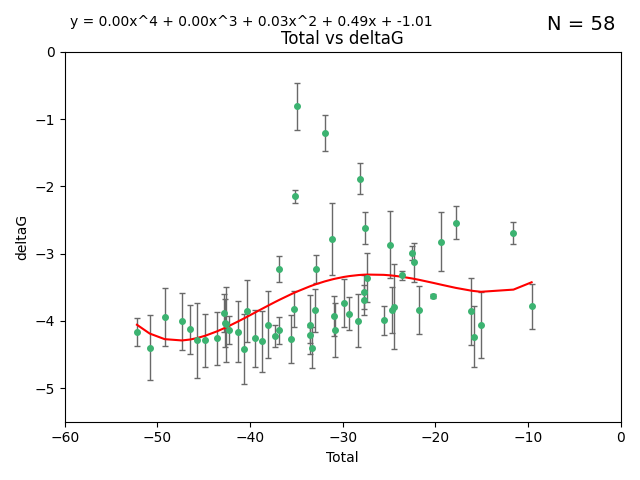 y = 0.00x^4 + 0.00x^3 + 0.03x^2 + 0.49x + -1.01
N = 58
Total vs deltaG
0
−1
−2
−3
−4
−5
deltaG
−60 −50 −40 −30 −20 −10 0
Total